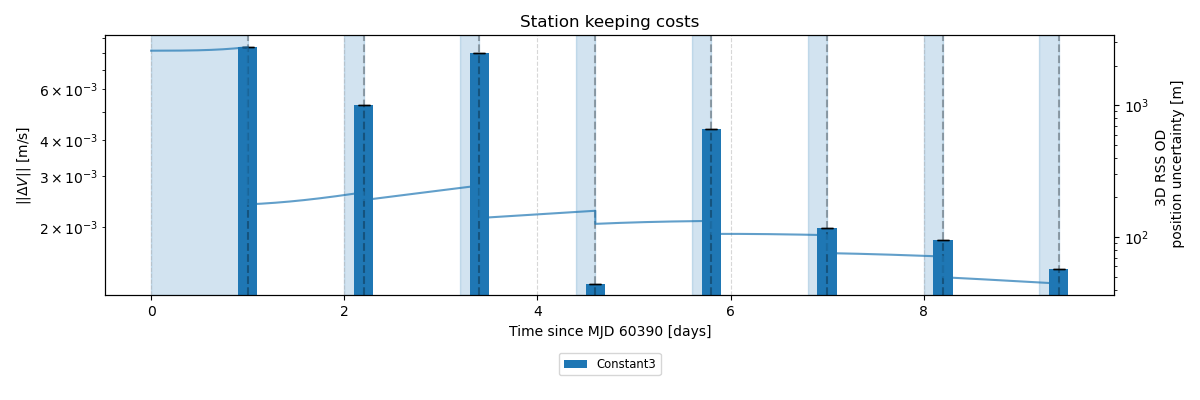 Station keeping costs
||ΔV|| [m/s]
6 × 10⁻³
4 × 10⁻³
3 × 10⁻³
2 × 10⁻³
10³
10²
3D RSS OD
position uncertainty [m]
0 2 4 6 8
Time since MJD 60390 [days]
Constant3